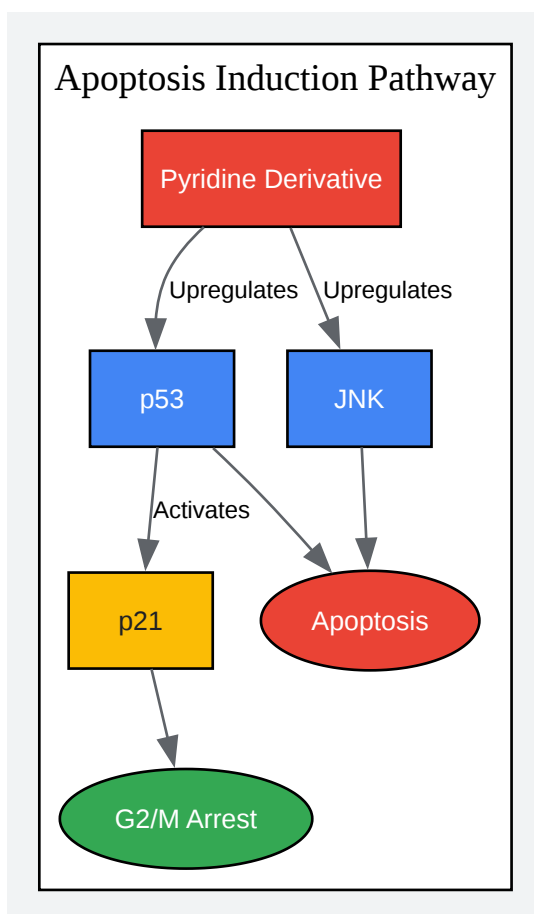 Apoptosis Induction Pathway
Pyridine Derivative
Upregulates
Upregulates
p53
JNK
Activates
p21
Apoptosis
G2/M Arrest